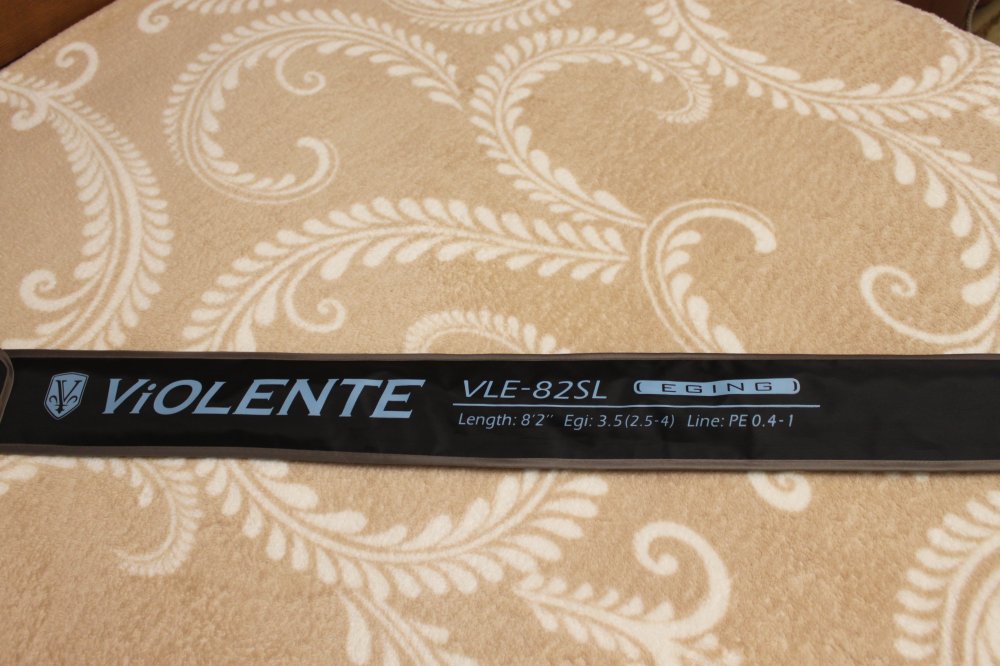 V ViOLENTE VLE-82SL EGING
Length: 8'2" Egi: 3.5(2.5-4) Line: PE 0.4-1